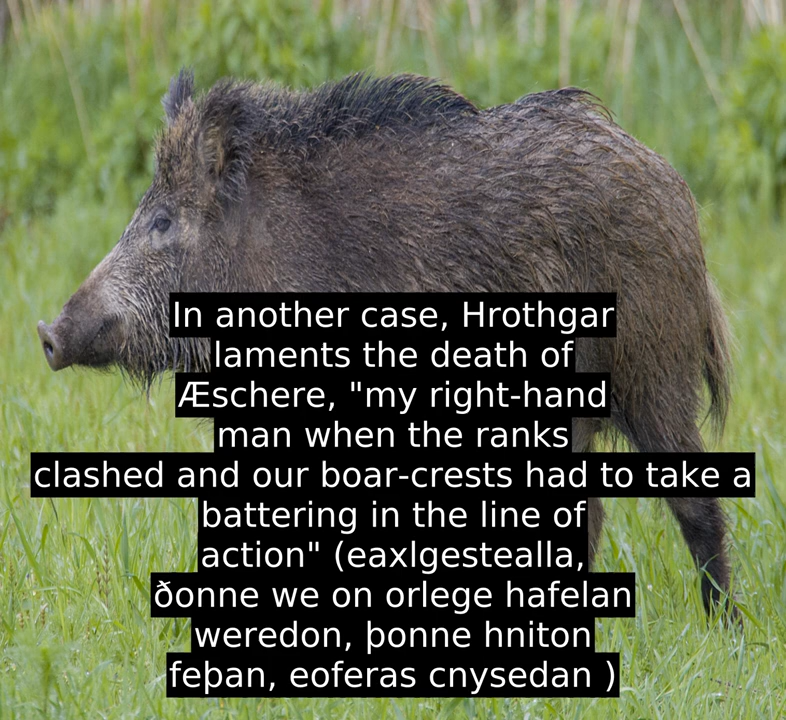 In another case, Hrothgar
laments the death of
Æschere, "my right-hand
man when the ranks
clashed and our boar-crests had to take a
battering in the line of
action" (eaxlgestealla,
ðonne we on orlege hafelan
weredon, þonne hniton
feþan, eoferas cnysedan )